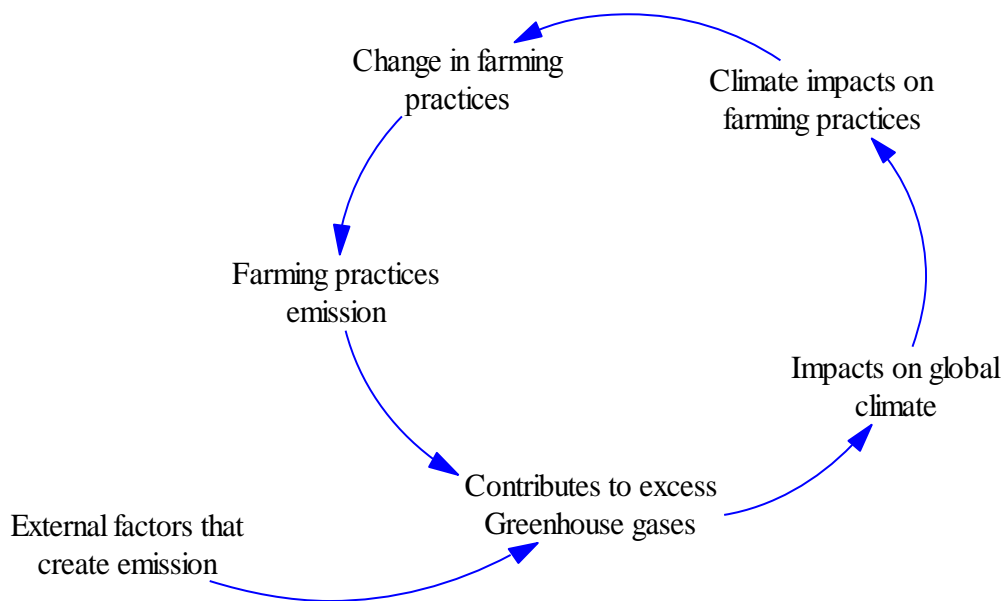 Change in farming
practices
Climate impacts on
farming practices
Farming practices
emission
Impacts on global
climate
Contributes to excess
Greenhouse gases
External factors that
create emission